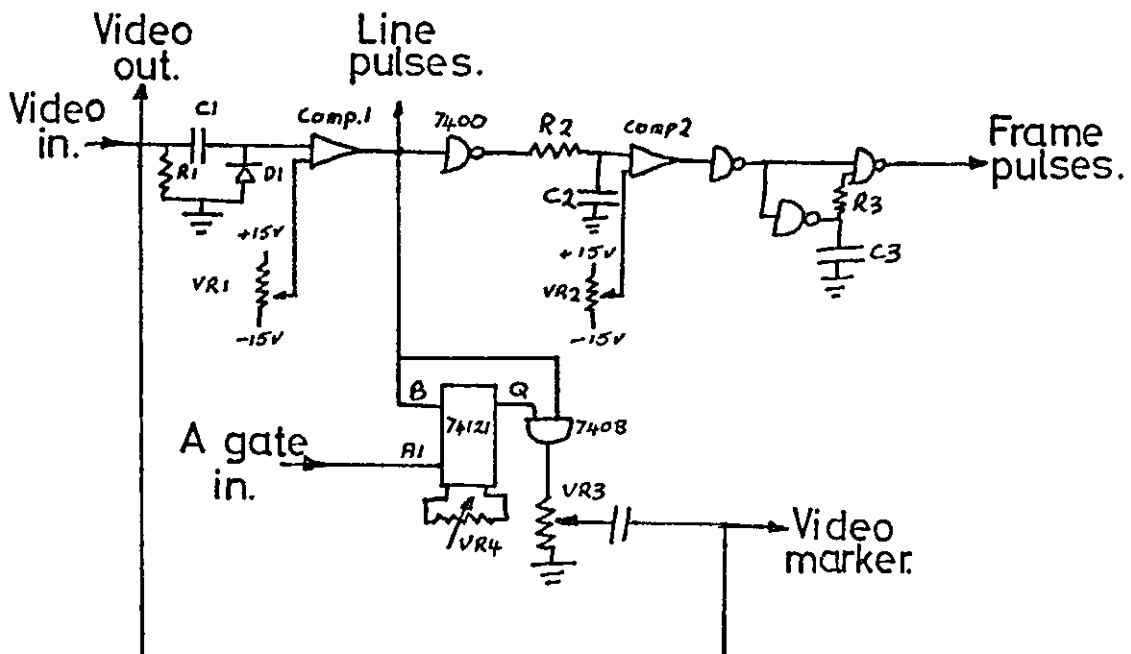 Video
out.
Line
pulses.
Video
in.
C1
R1
D1
Comp.1
7400
R2
Comp2
C2
R3
C3
Frame
pulses.
+15v
VR1
-15v
+15v
VR2
-15v
B
Q
74121
7408
A gate
in.
A1
VR4
VR3
Video
marker.